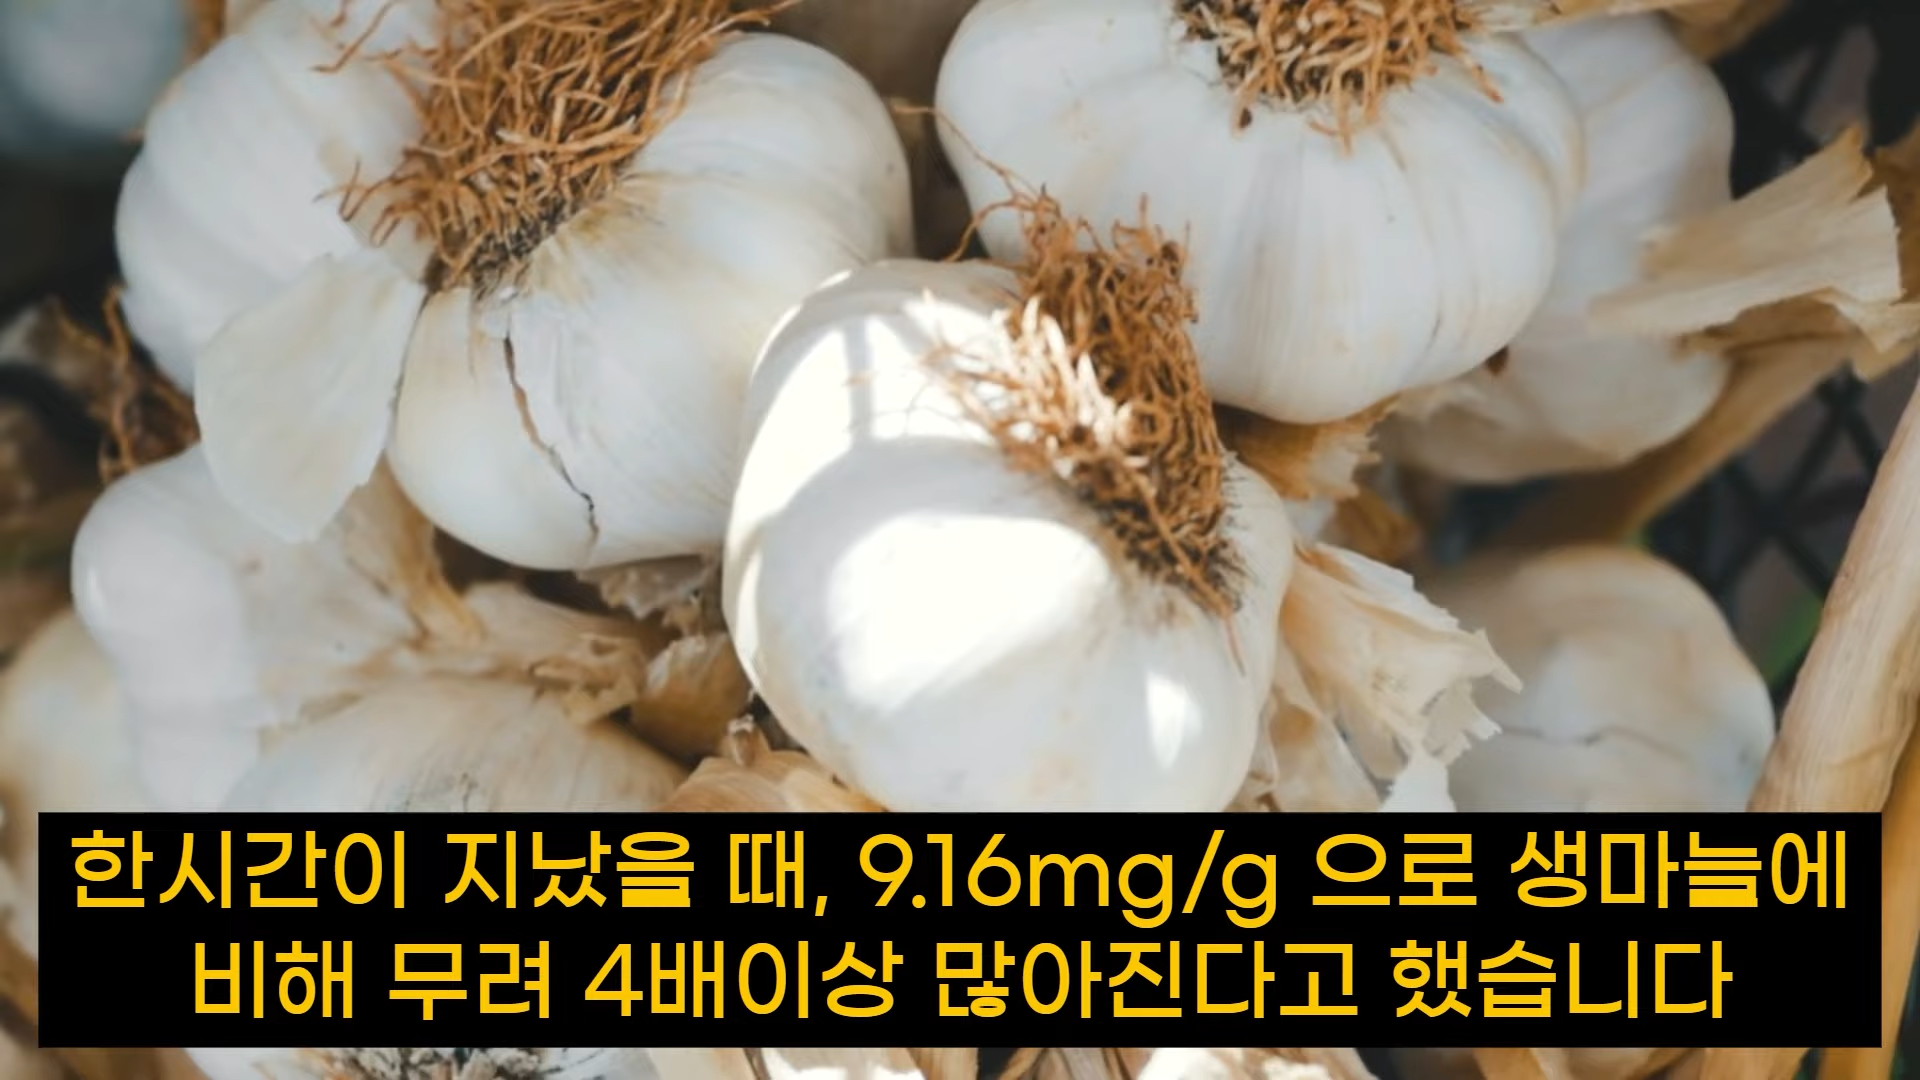 한시간이 지났을 때, 9.16mg/g 으로 생마늘에
비해 무려 4배이상 많아진다고 했습니다